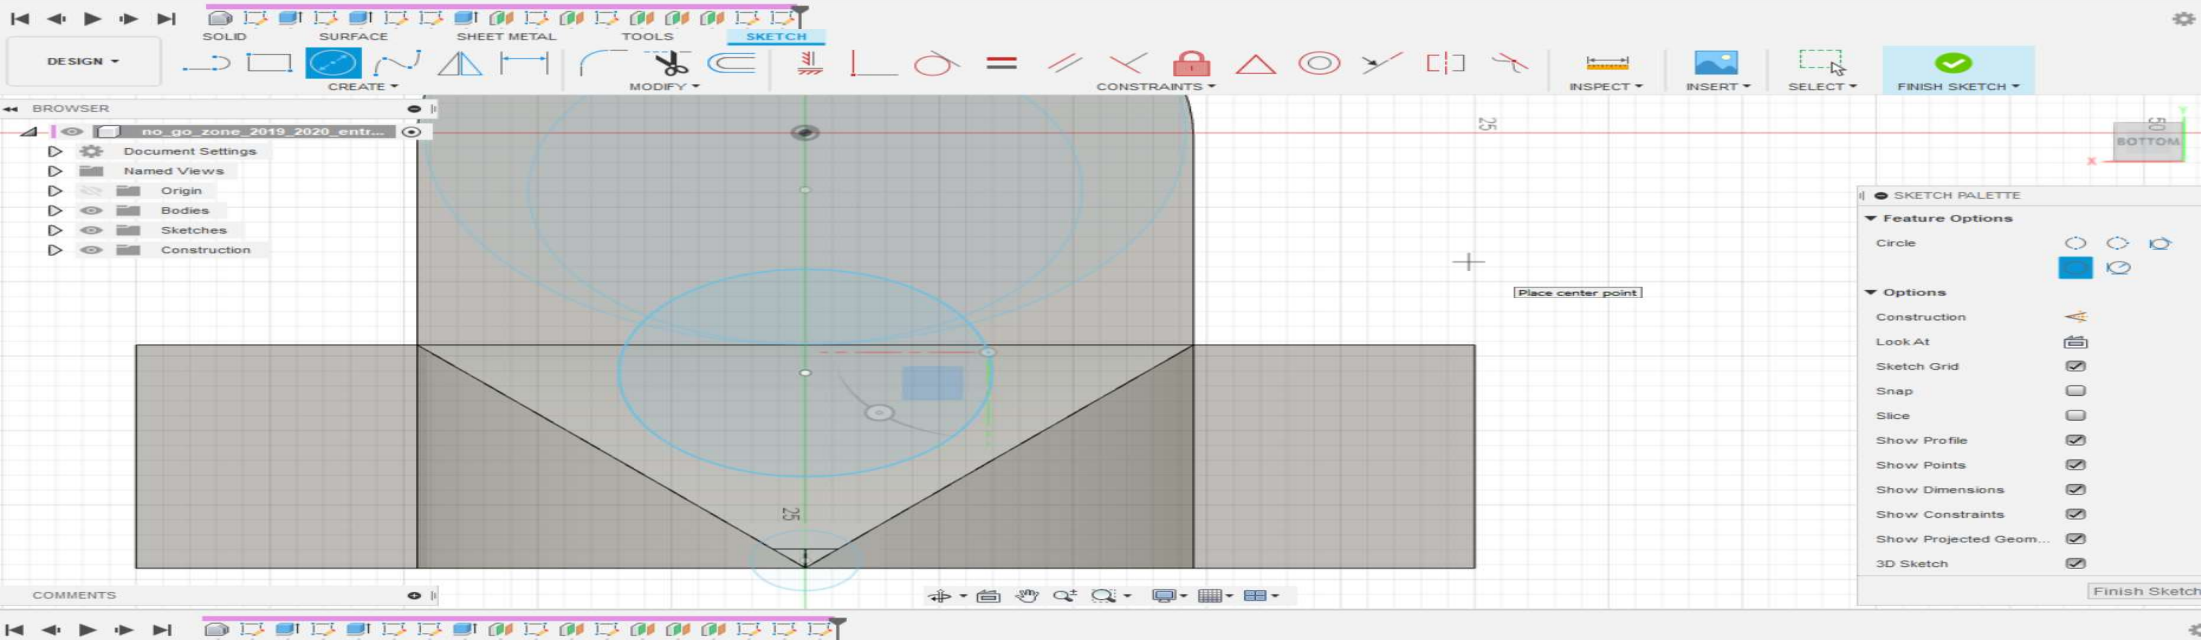 SOLID SURFACE SHEET METAL TOOLS SKETCH
DESIGN
CREATE MODIFY CONSTRAINTS INSPECT INSERT SELECT FINISH SKETCH
BROWSER
no_go_zone_2019_2020_entr...
Document Settings
Named Views
Origin
Bodies
Sketches
Construction
25
50
BOTTOM
X
Y
Place center point
25
SKETCH PALETTE
Feature Options
Circle
Options
Construction
Look At
Sketch Grid
Snap
Slice
Show Profile
Show Points
Show Dimensions
Show Constraints
Show Projected Geom...
3D Sketch
Finish Sketch
COMMENTS